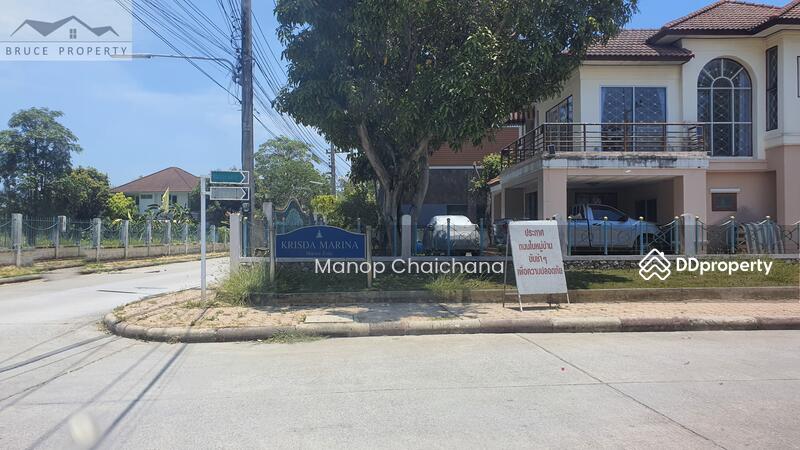 BRUCE PROPERTY
KRISDA MARINA
Manop Chaichana
ประกาศ
ถนนในหมู่บ้าน
ขับช้าๆ
เพื่อความปลอดภัย
DDproperty